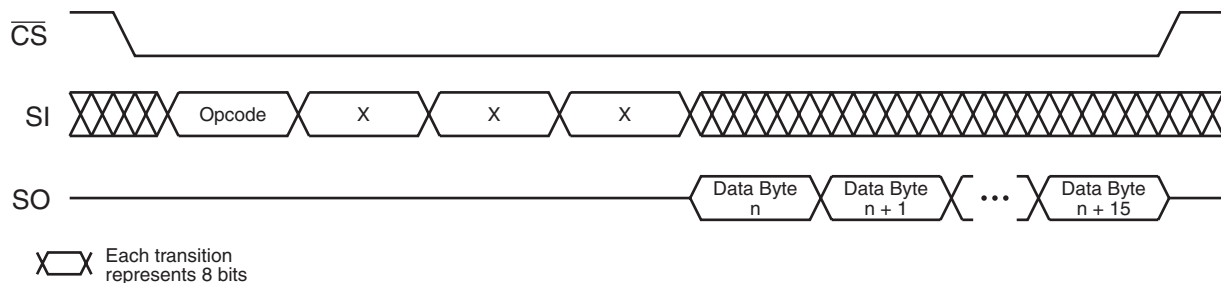 CS
SI
Opcode
X
X
X
SO
Data Byte
n
Data Byte
n + 1
•••
Data Byte
n + 15
Each transition
represents 8 bits